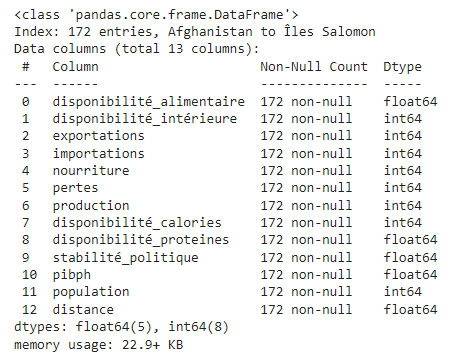 <class 'pandas.core.frame.DataFrame'>
Index: 172 entries, Afghanistan to Îles Salomon
Data columns (total 13 columns):
 #   Column                      Non-Null Count  Dtype
---  ------                      --------------  -----
 0   disponibilité_alimentaire   172 non-null    float64
 1   disponibilité_intérieure    172 non-null    int64
 2   exportations                172 non-null    int64
 3   importations                172 non-null    int64
 4   nourriture                  172 non-null    int64
 5   pertes                      172 non-null    int64
 6   production                  172 non-null    int64
 7   disponibilité_calories      172 non-null    int64
 8   disponibilité_proteines     172 non-null    float64
 9   stabilité_politique         172 non-null    float64
 10  pibph                       172 non-null    float64
 11  population                  172 non-null    int64
 12  distance                    172 non-null    float64
dtypes: float64(5), int64(8)
memory usage: 22.9+ KB